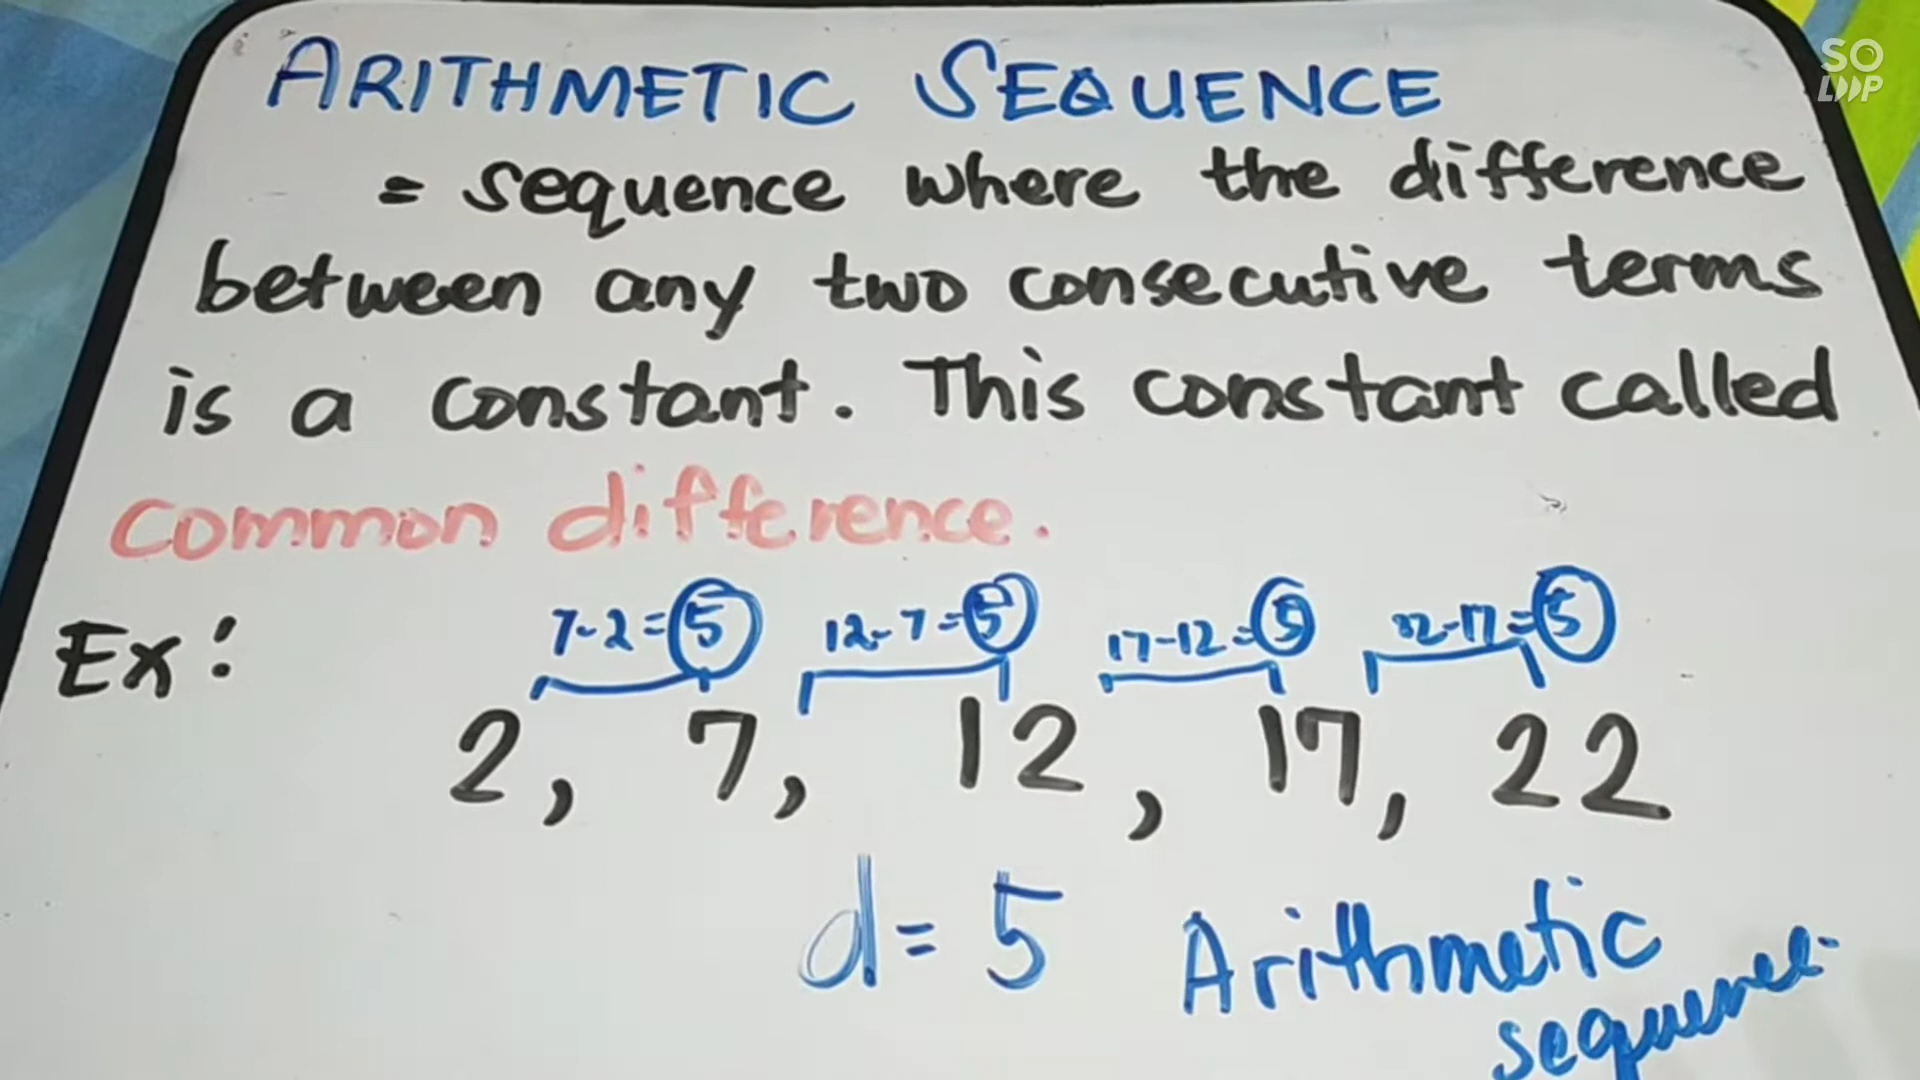 SO
LOOP
ARITHMETIC SEQUENCE
= sequence where the difference
between any two consecutive terms
is a constant. This constant called
common difference.
Ex:
7-2=5 12-7=5 17-12=5 22-17=5
2, 7, 12, 17, 22
d=5 Arithmetic
sequence